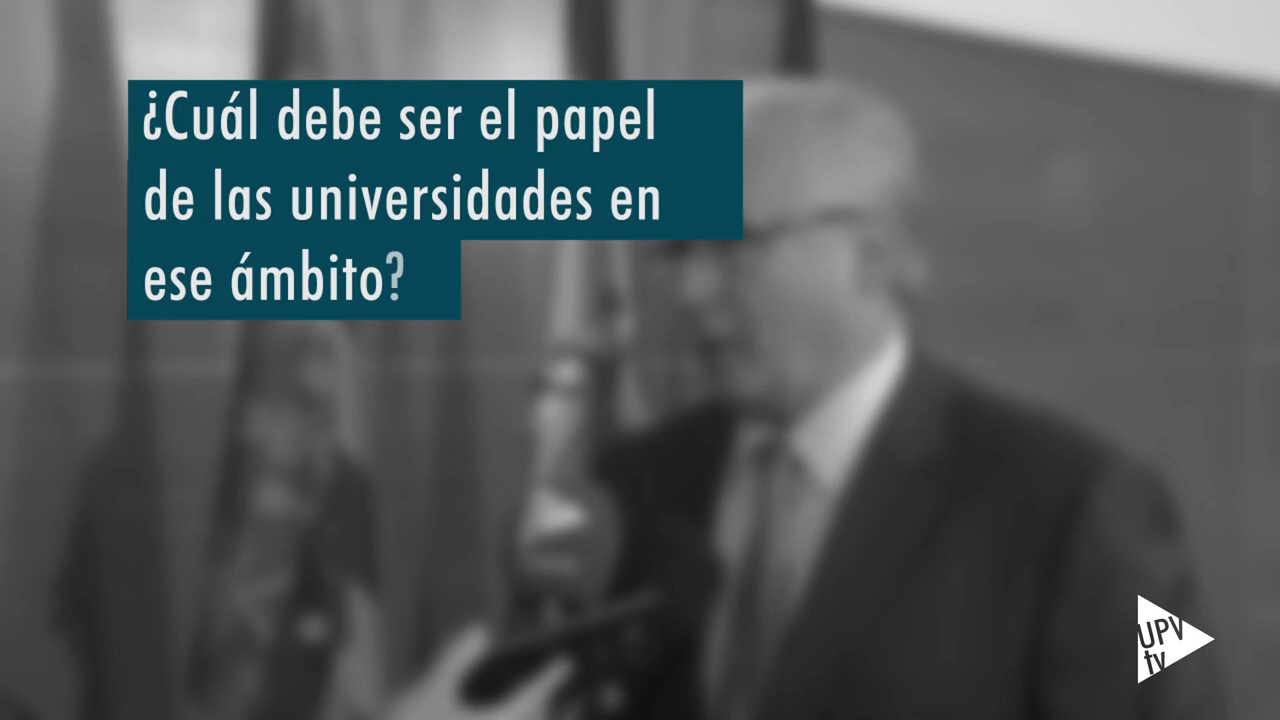 ¿Cuál debe ser el papel
de las universidades en
ese ámbito?
UPV
tv